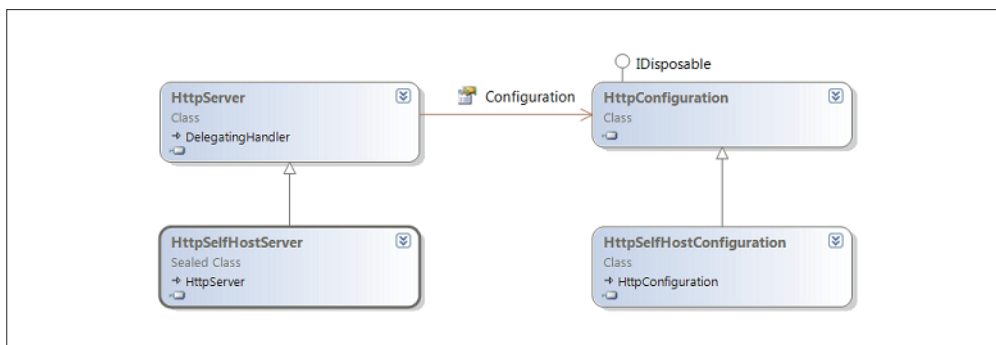 IDisposable
HttpServer
Class
DelegatingHandler
Configuration
HttpConfiguration
Class
HttpSelfHostServer
Sealed Class
HttpServer
HttpSelfHostConfiguration
Class
HttpConfiguration